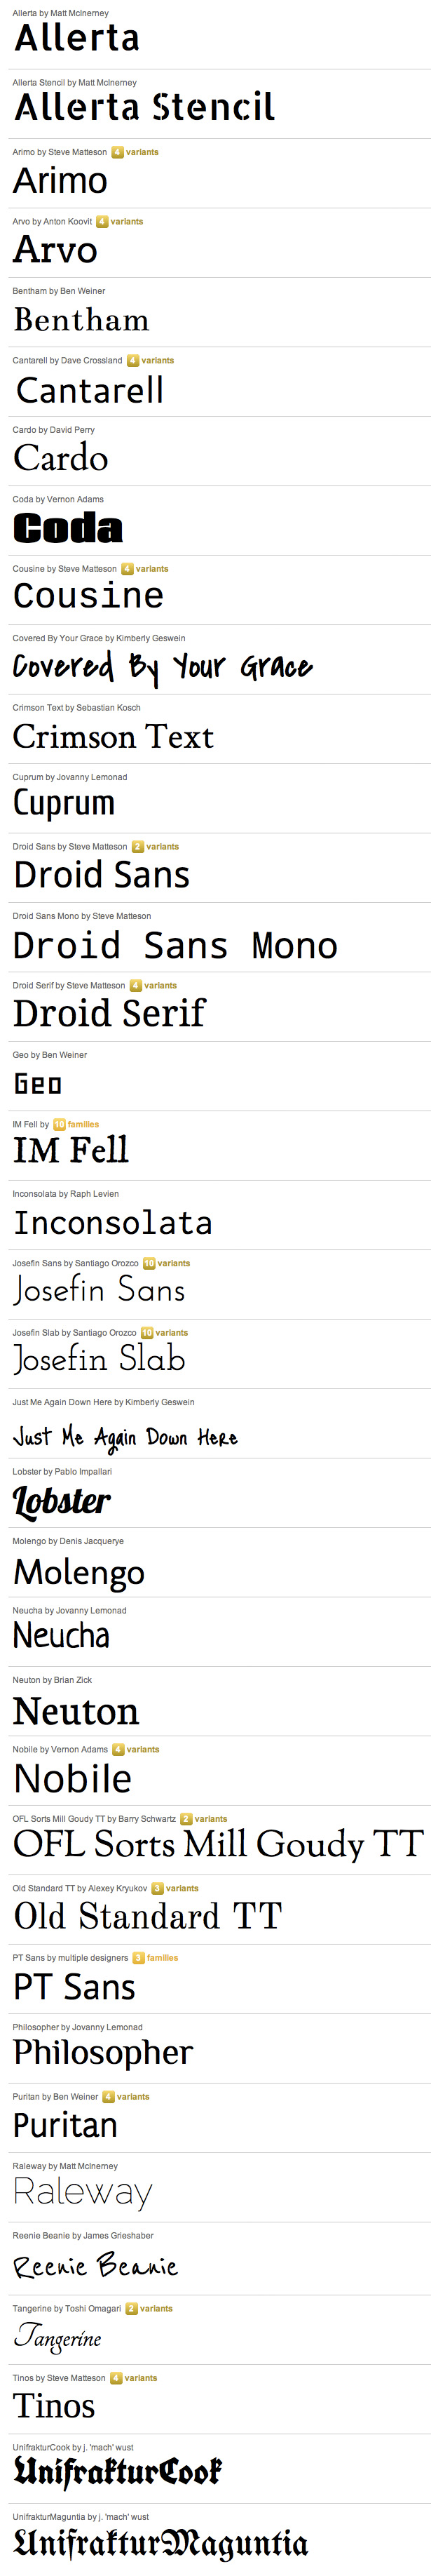 Allerta by Matt McInerney
Allerta
Allerta Stencil by Matt McInerney
Allerta Stencil
Arimo by Steve Matteson 4 variants
Arimo
Arvo by Anton Koovit 4 variants
Arvo
Bentham by Ben Weiner
Bentham
Cantarell by Dave Crossland 4 variants
Cantarell
Cardo by David Perry
Cardo
Coda by Vernon Adams
Coda
Cousine by Steve Matteson 4 variants
Cousine
Covered By Your Grace by Kimberly Geswein
Covered By Your Grace
Crimson Text by Sebastian Kosch
Crimson Text
Cuprum by Jovanny Lemonad
Cuprum
Droid Sans by Steve Matteson 2 variants
Droid Sans
Droid Sans Mono by Steve Matteson
Droid Sans Mono
Droid Serif by Steve Matteson 4 variants
Droid Serif
Geo by Ben Weiner
Geo
IM Fell by 10 families
IM Fell
Inconsolata by Raph Levien
Inconsolata
Josefin Sans by Santiago Orozco 10 variants
Josefin Sans
Josefin Slab by Santiago Orozco 10 variants
Josefin Slab
Just Me Again Down Here by Kimberly Geswein
Just Me Again Down Here
Lobster by Pablo Impallari
Lobster
Molengo by Denis Jacquerye
Molengo
Neucha by Jovanny Lemonad
Neucha
Neuton by Brian Zick
Neuton
Nobile by Vernon Adams 4 variants
Nobile
OFL Sorts Mill Goudy TT by Barry Schwartz 2 variants
OFL Sorts Mill Goudy TT
Old Standard TT by Alexey Kryukov 3 variants
Old Standard TT
PT Sans by multiple designers 3 families
PT Sans
Philosopher by Jovanny Lemonad
Philosopher
Puritan by Ben Weiner 4 variants
Puritan
Raleway by Matt McInerney
Raleway
Reenie Beanie by James Grieshaber
Reenie Beanie
Tangerine by Toshi Omagari 2 variants
Tangerine
Tinos by Steve Matteson 4 variants
Tinos
UnifrakturCook by j. 'mach' wust
UnifrakturCook
UnifrakturMaguntia by j. 'mach' wust
UnifrakturMaguntia